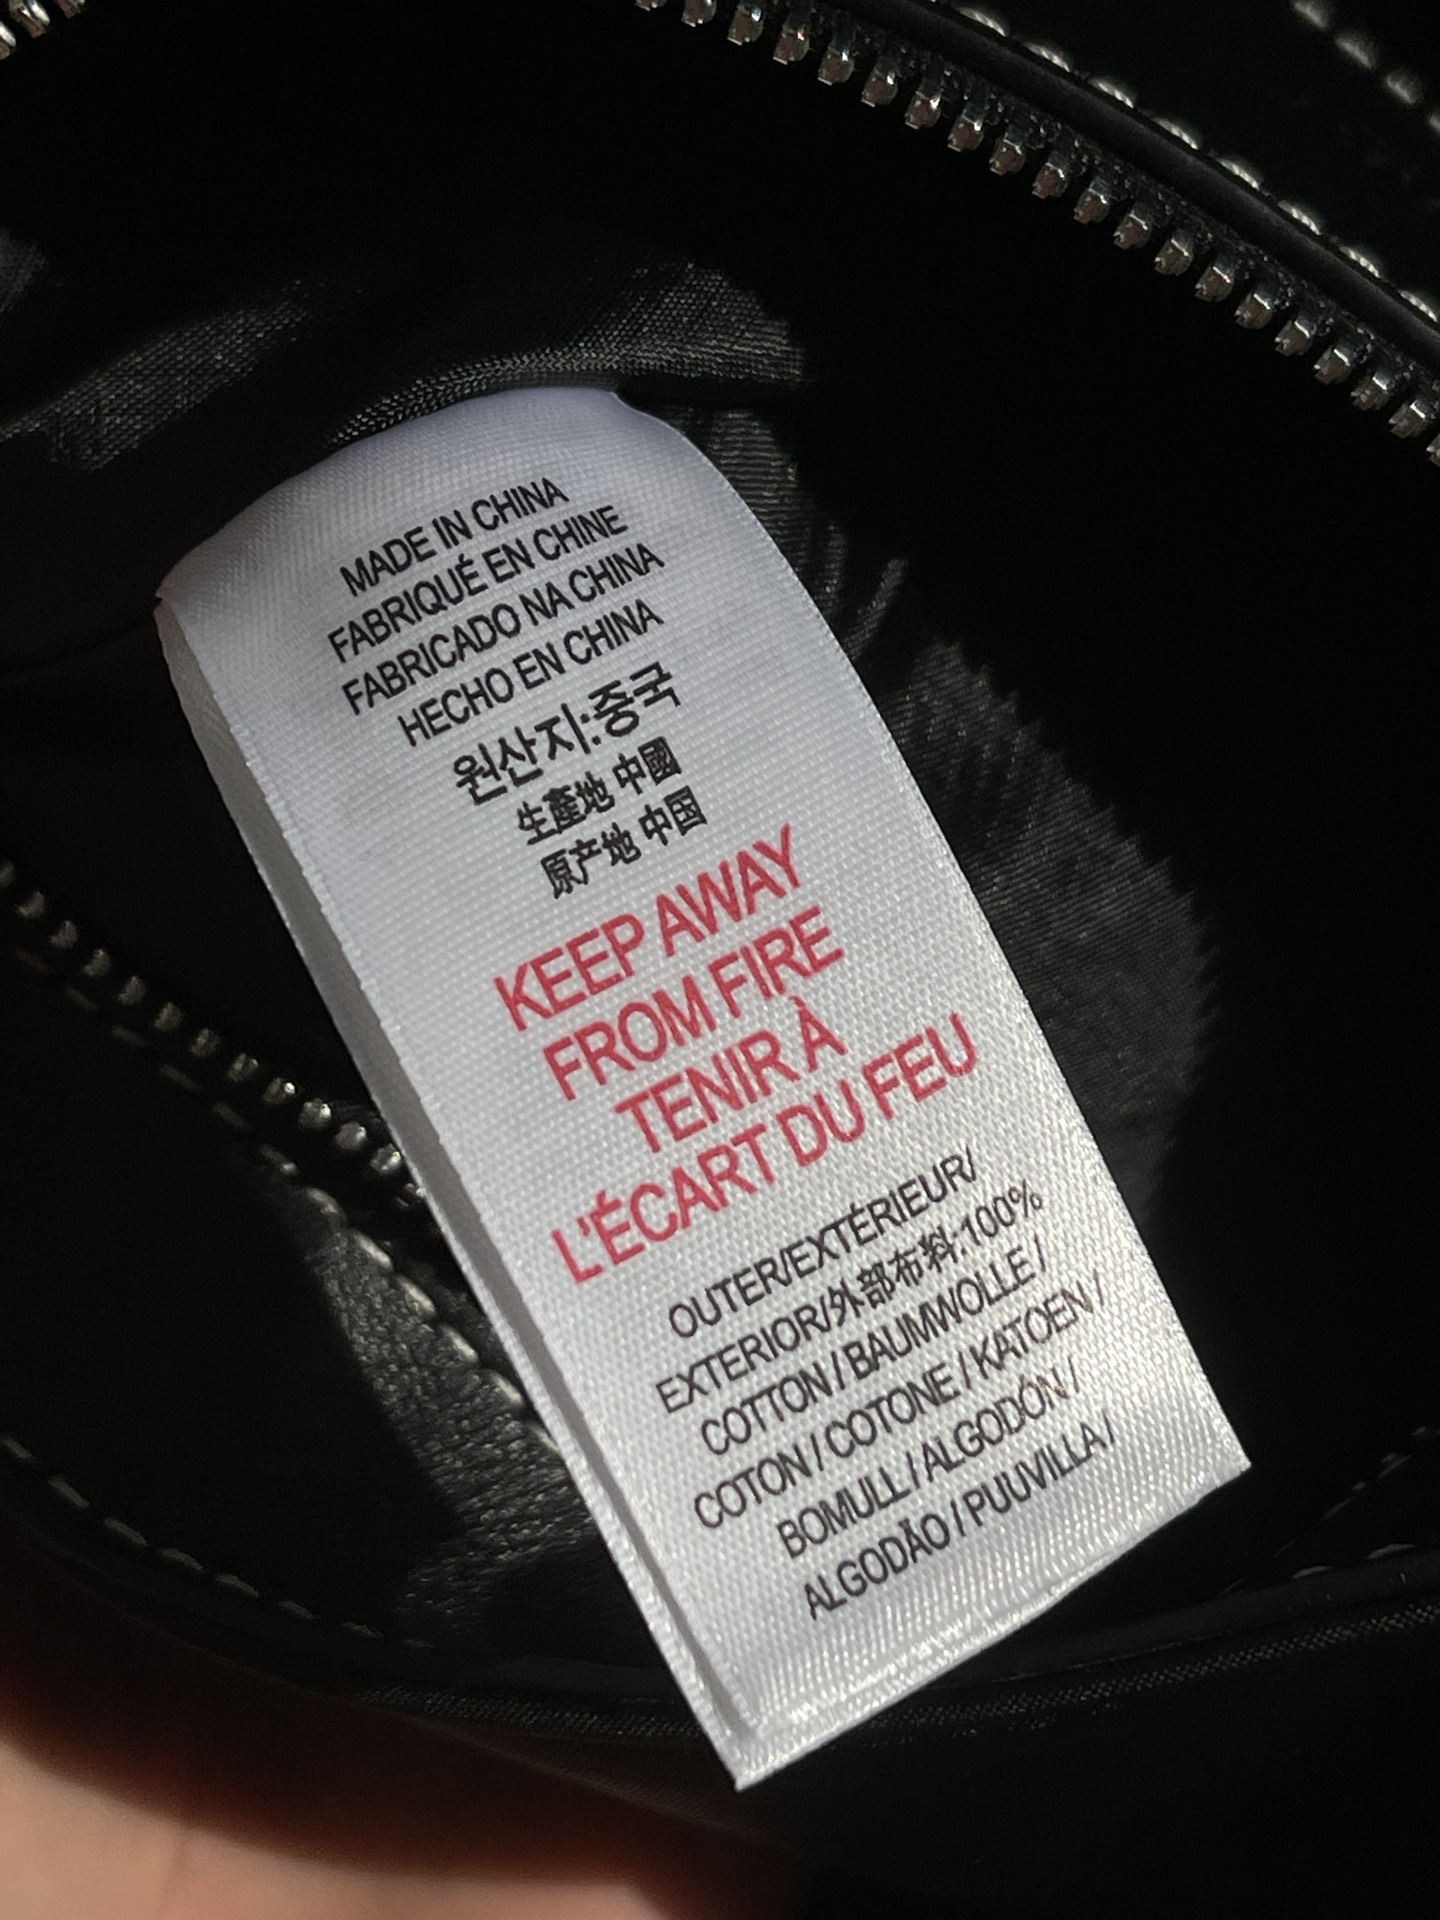 MADE IN CHINA
FABRIQUÉ EN CHINE
FABRICADO NA CHINA
HECHO EN CHINA
원산지:중국
生產地 中國
原产地 中国
KEEP AWAY
FROM FIRE
TENIR À
L'ÉCART DU FEU
OUTER/EXTÉRIEUR/
EXTERIOR/外部布料:100%
COTTON / BAUMWOLLE /
COTON / COTONE / KATOEN /
BOMULL / ALGODÓN /
ALGODÃO / PUUVILLA /